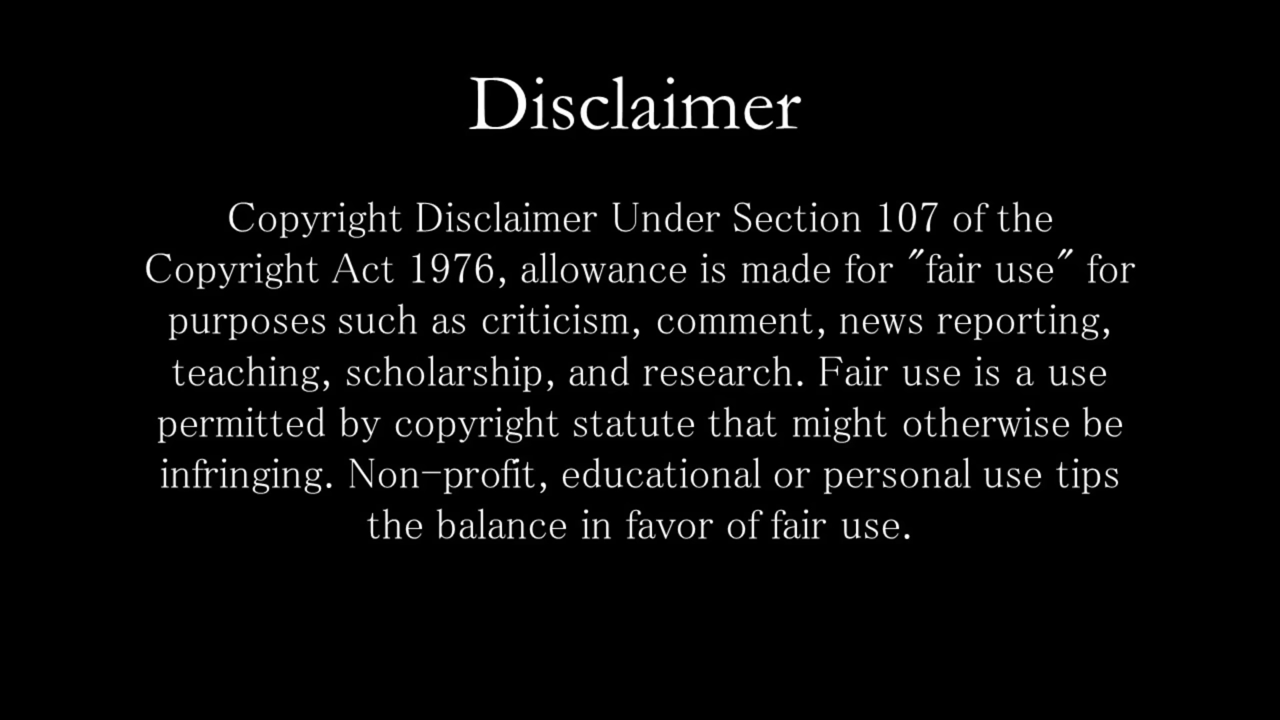 Disclaimer
Copyright Disclaimer Under Section 107 of the
Copyright Act 1976, allowance is made for "fair use" for
purposes such as criticism, comment, news reporting,
teaching, scholarship, and research. Fair use is a use
permitted by copyright statute that might otherwise be
infringing. Non-profit, educational or personal use tips
the balance in favor of fair use.